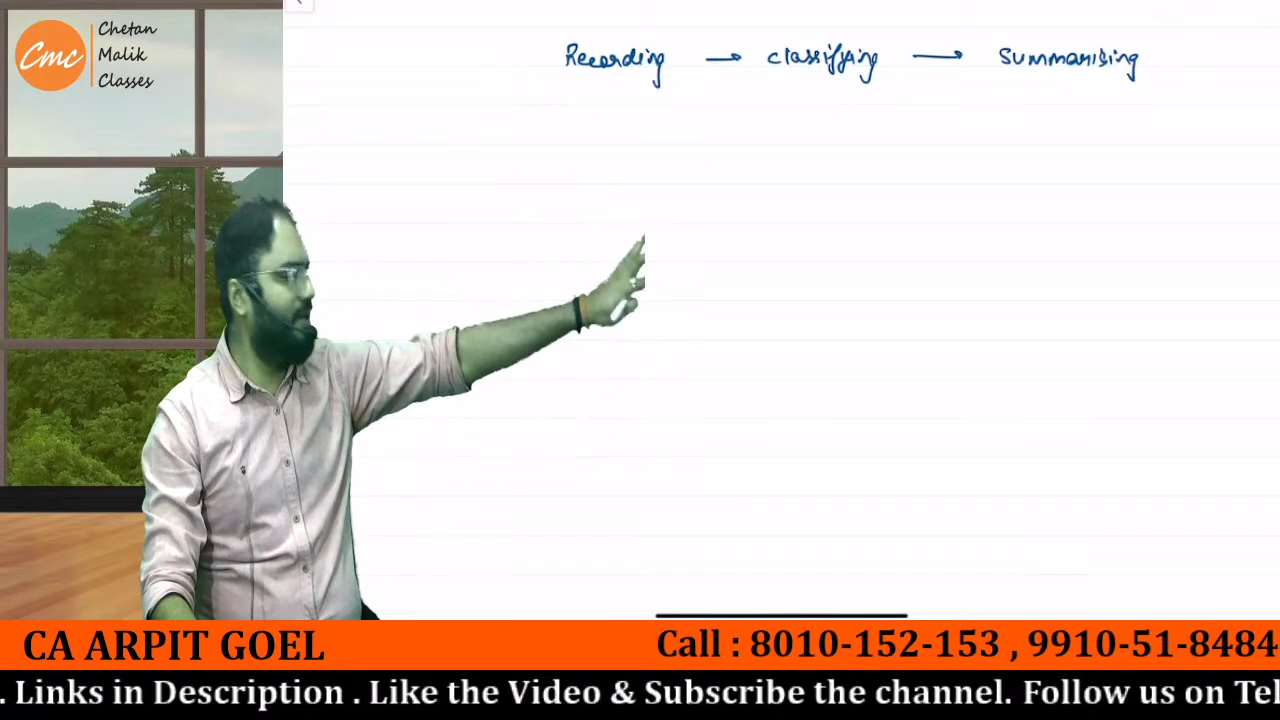 cmc
Chetan
Malik
Classes
Recording → classifying → Summarising
CA ARPIT GOEL
Call : 8010-152-153 , 9910-51-8484
. Links in Description . Like the Video & Subscribe the channel. Follow us on Tel